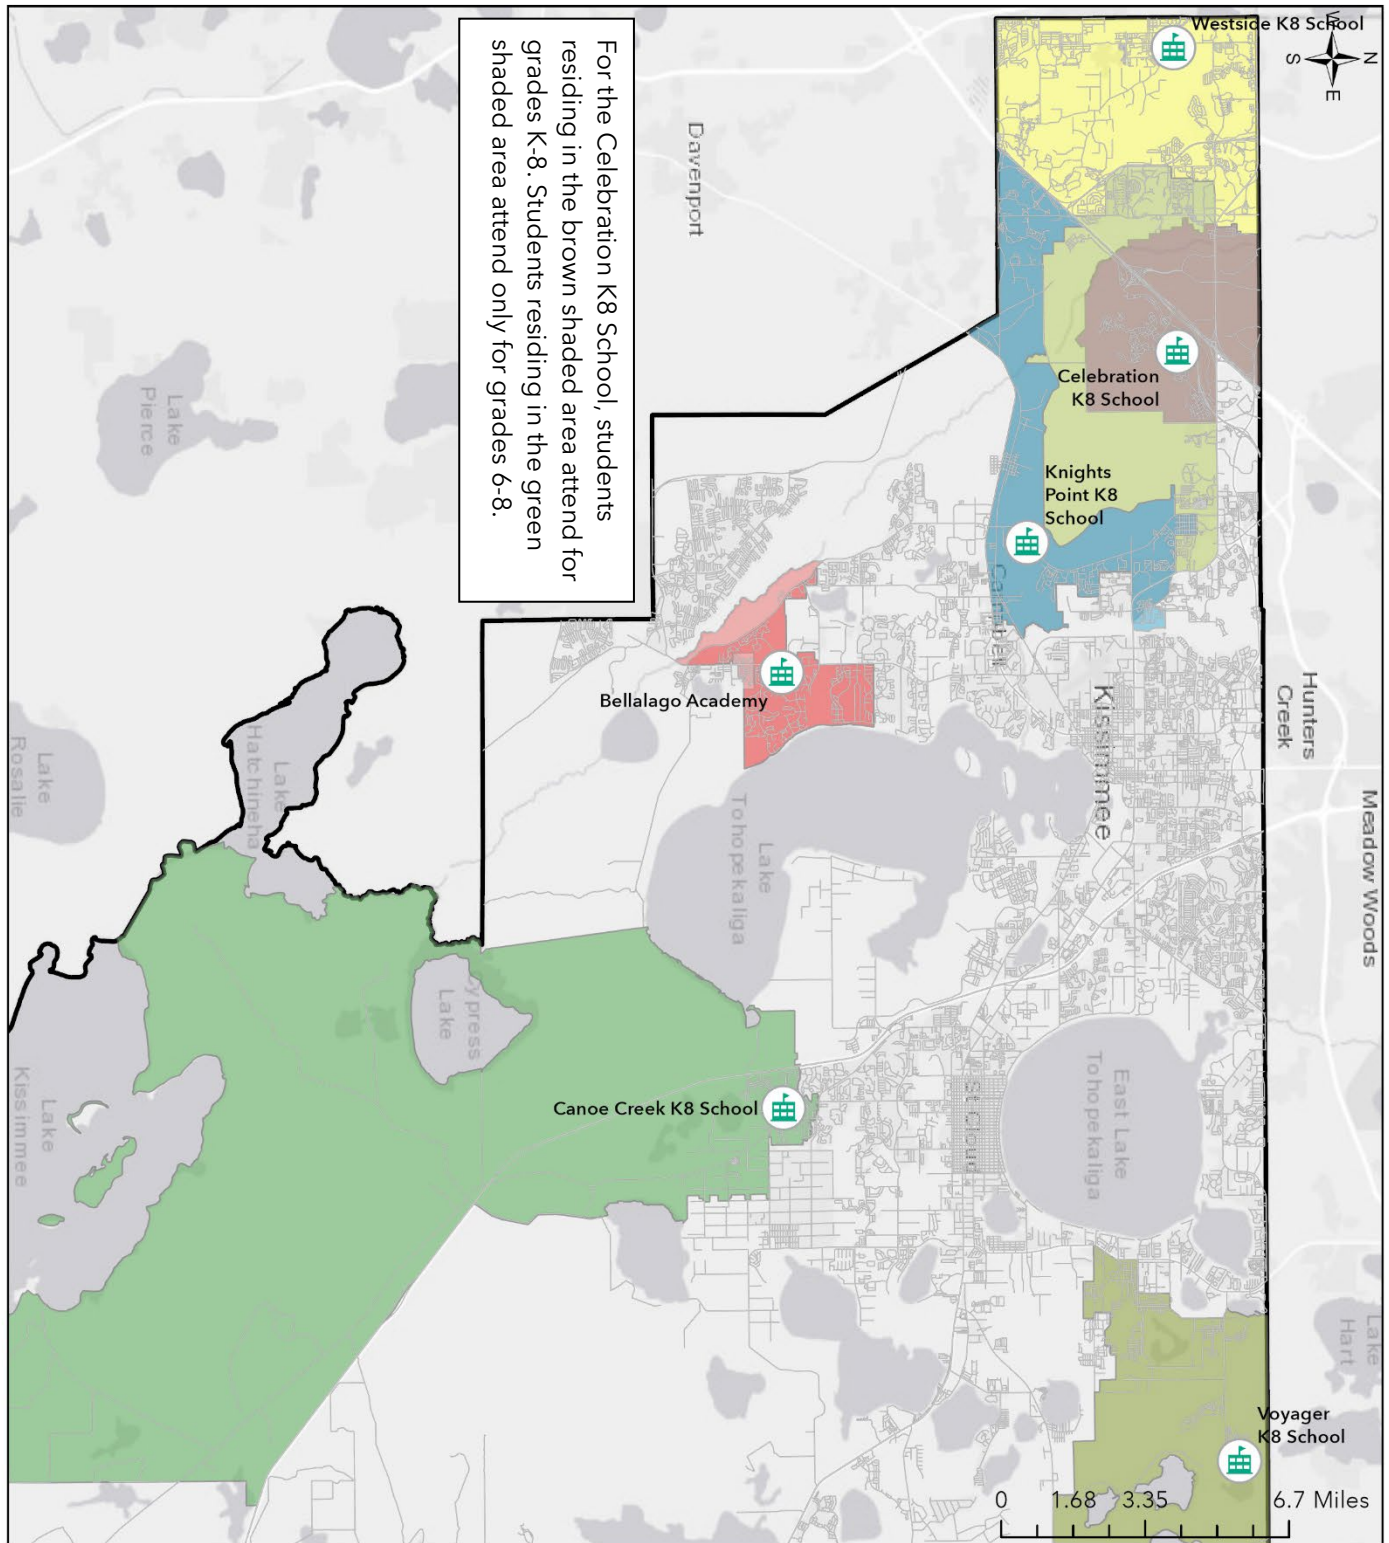 Westside K8 School
W
N
S
E
For the Celebration K8 School, students
residing in the brown shaded area attend for
grades K-8. Students residing in the green
shaded area attend only for grades 6-8.
Davenport
Celebration
K8 School
Knights
Point K8
School
Lake
Pierce
Campbell
Bellalago Academy
Kissimmee
Hunters
Creek
Meadow Woods
Lake
Hatchineha
Lake
Rosalie
Lake
Tohopekaliga
ypress
Lake
East Lake
Tohopekaliga
St Cloud
Canoe Creek K8 School
Lake
Kissimmee
Lake
Hart
Voyager
K8 School
0 1.68 3.35 6.7 Miles